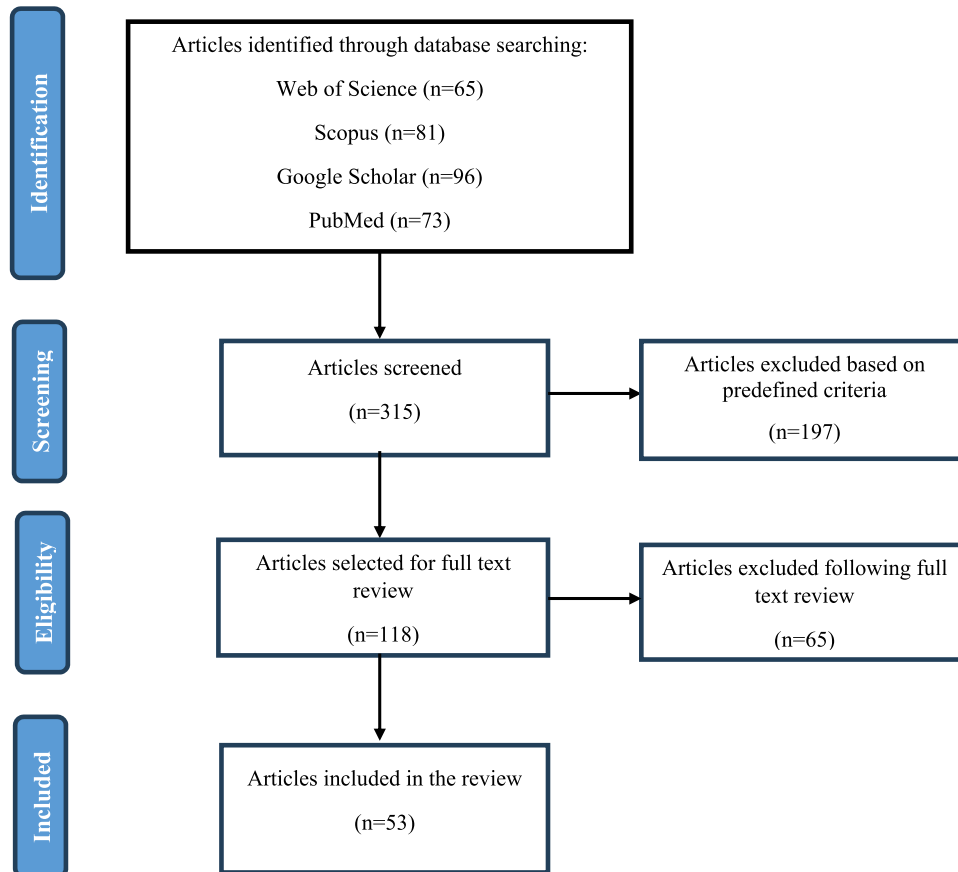 Identification
Articles identified through database searching:
Web of Science (n=65)
Scopus (n=81)
Google Scholar (n=96)
PubMed (n=73)
Screening
Articles screened
(n=315)
Articles excluded based on
predefined criteria
(n=197)
Eligibility
Articles selected for full text
review
(n=118)
Articles excluded following full
text review
(n=65)
Included
Articles included in the review
(n=53)